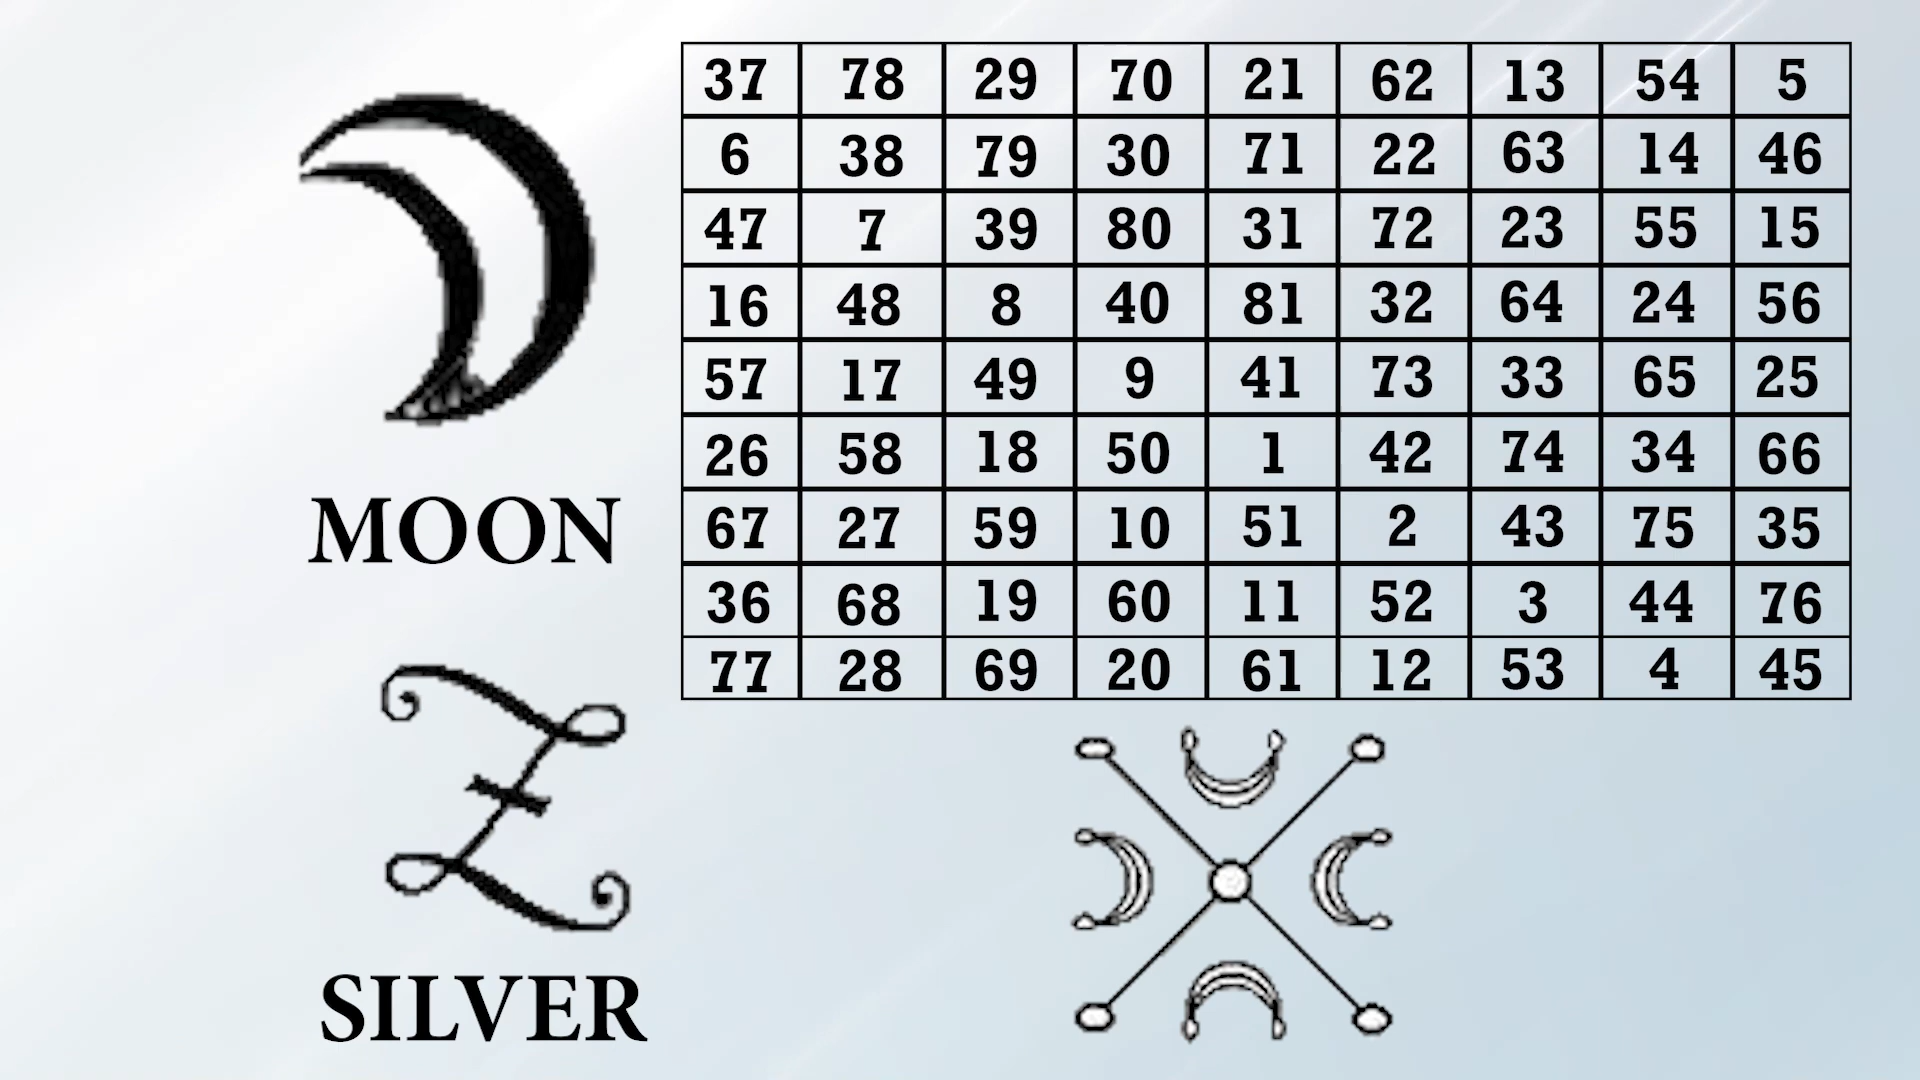 MOON
SILVER
37 78 29 70 21 62 13 54 5
6 38 79 30 71 22 63 14 46
47 7 39 80 31 72 23 55 15
16 48 8 40 81 32 64 24 56
57 17 49 9 41 73 33 65 25
26 58 18 50 1 42 74 34 66
67 27 59 10 51 2 43 75 35
36 68 19 60 11 52 3 44 76
77 28 69 20 61 12 53 4 45